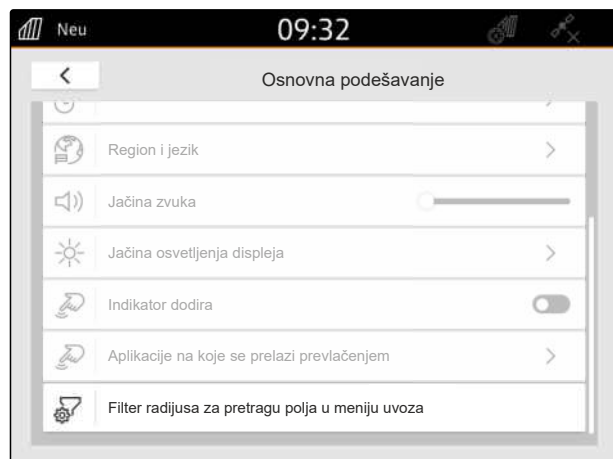 Neu
09:32
Osnovna podešavanje
Region i jezik
Jačina zvuka
Jačina osvetljenja displeja
Indikator dodira
Aplikacije na koje se prelazi prevlačenjem
Filter radijusa za pretragu polja u meniju uvoza